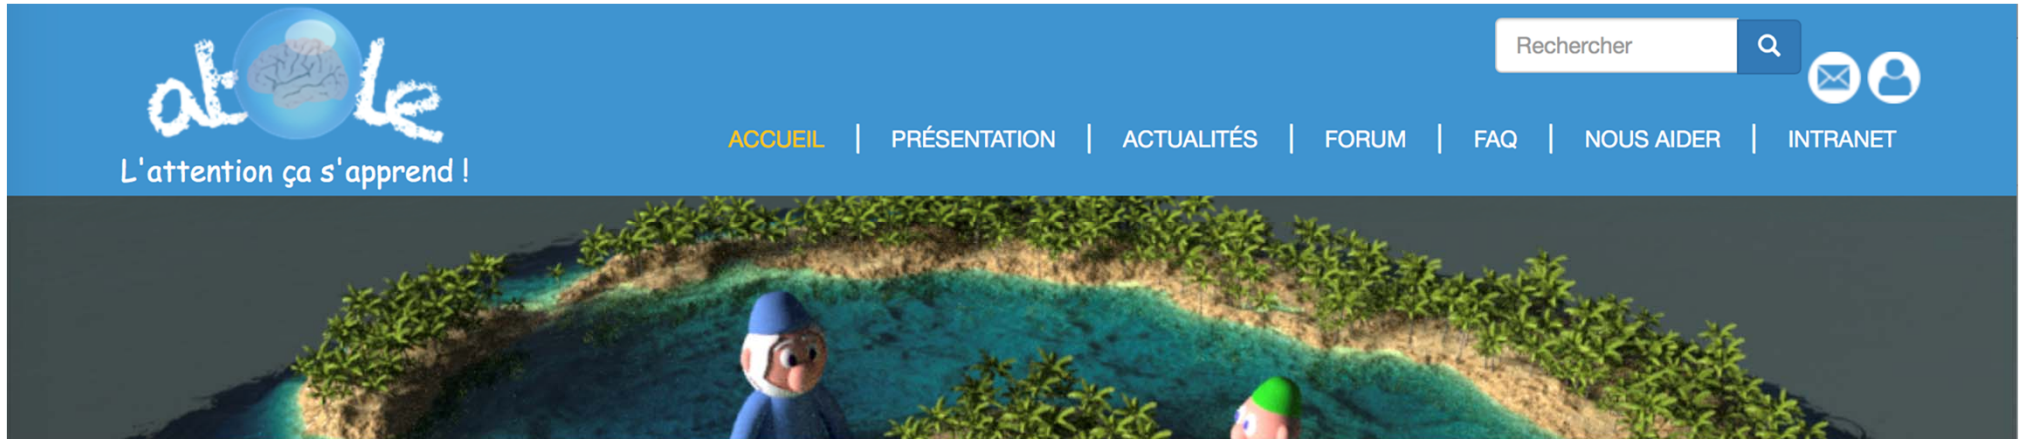 atole
L'attention ça s'apprend !
Rechercher
ACCUEIL | PRÉSENTATION | ACTUALITÉS | FORUM | FAQ | NOUS AIDER | INTRANET